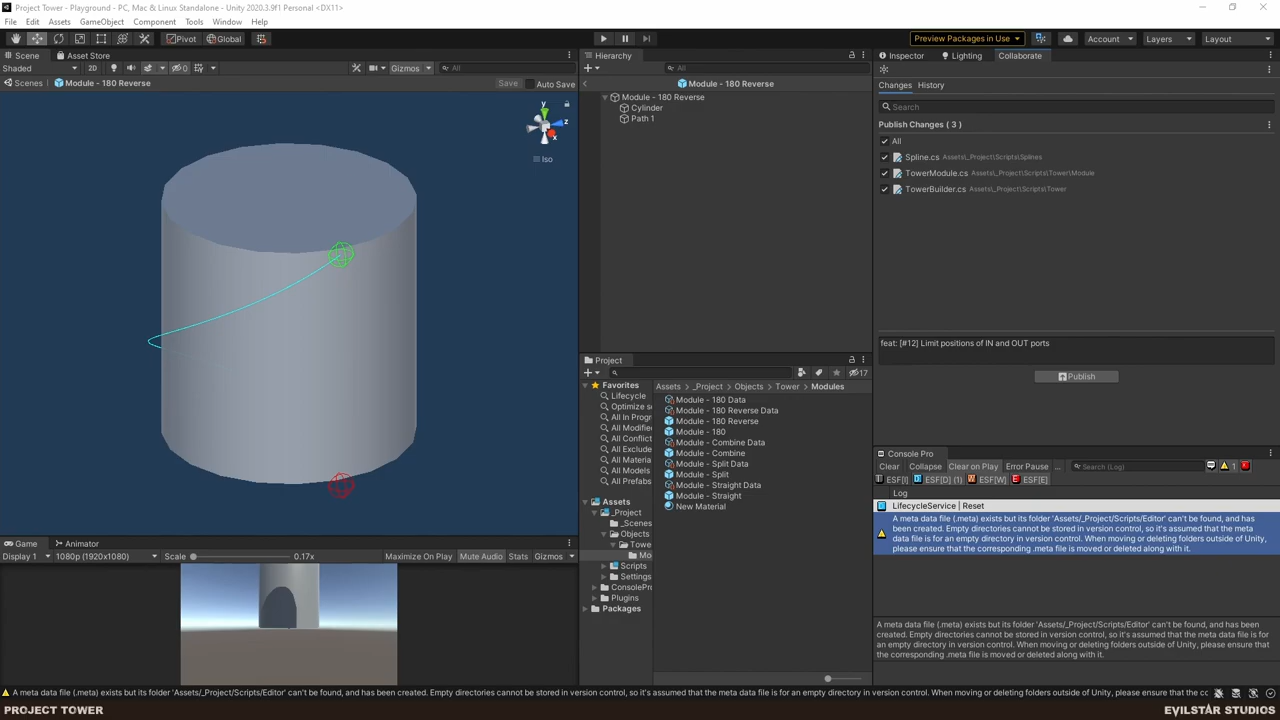 Project Tower - Playground - PC, Mac & Linux Standalone - Unity 2020.3.9f1 Personal <DX11>
File Edit Assets GameObject Component Tools Window Help
Pivot Global Preview Packages in Use Account Layers Layout
Scene Asset Store
Shaded 2D 0 Gizmos All
Scenes Module - 180 Reverse Save Auto Save
y
z
x
Iso
Hierarchy
All
Module - 180 Reverse
Module - 180 Reverse
Cylinder
Path 1
Inspector Lighting Collaborate
Changes History
Search
Publish Changes ( 3 )
All
Spline.cs Assets\_Project\Scripts\Splines
TowerModule.cs Assets\_Project\Scripts\Tower\Module
TowerBuilder.cs Assets\_Project\Scripts\Tower
feat: [#12] Limit positions of IN and OUT ports
Publish
Project
17
Favorites
Lifecycle
Optimize s
All In Progr
All Modifie
All Conflict
All Exclude
All Materia
All Models
All Prefabs
Assets
_Project
_Scenes
Objects
Towe
Mo
Scripts
Settings
ConsolePro
Plugins
Packages
Assets _Project Objects Tower Modules
Module - 180 Data
Module - 180 Reverse Data
Module - 180 Reverse
Module - 180
Module - Combine Data
Module - Combine
Module - Split Data
Module - Split
Module - Straight Data
Module - Straight
New Material
Console Pro
Clear Collapse Clear on Play Error Pause ... Search (Log) 1
ESF[I] ESF[D] (1) ESF[W] ESF[E]
Log
LifecycleService | Reset
A meta data file (.meta) exists but its folder 'Assets/_Project/Scripts/Editor' can't be found, and has
been created. Empty directories cannot be stored in version control, so it's assumed that the meta
data file is for an empty directory in version control. When moving or deleting folders outside of Unity,
please ensure that the corresponding .meta file is moved or deleted along with it.
A meta data file (.meta) exists but its folder 'Assets/_Project/Scripts/Editor' can't be found, and has been
created. Empty directories cannot be stored in version control, so it's assumed that the meta data file is for
an empty directory in version control. When moving or deleting folders outside of Unity, please ensure that
the corresponding .meta file is moved or deleted along with it.
Game Animator
Display 1 1080p (1920x1080) Scale 0.17x Maximize On Play Mute Audio Stats Gizmos
A meta data file (.meta) exists but its folder 'Assets/_Project/Scripts/Editor' can't be found, and has been created. Empty directories cannot be stored in version control, so it's assumed that the meta data file is for an empty directory in version control. When moving or deleting folders outside of Unity, please ensure that the cc
PROJECT TOWER
EVILSTAR STUDIOS